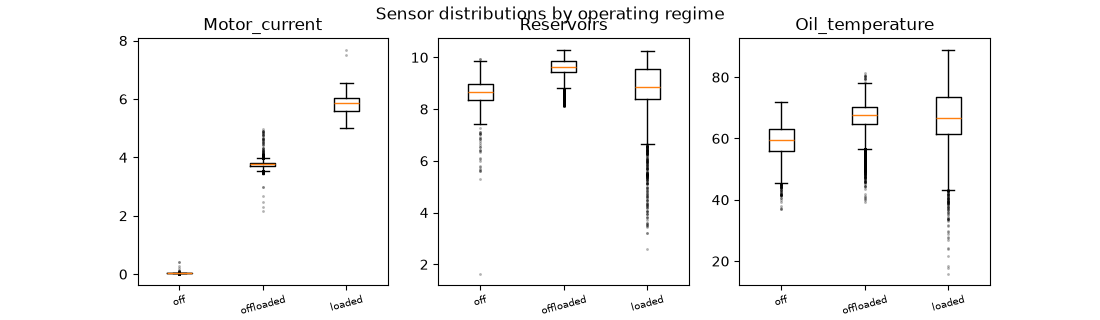 Sensor distributions by operating regime
Motor_current
Reservoirs
Oil_temperature
8
6
4
2
0
off
offloaded
loaded
10
8
6
4
2
off
offloaded
loaded
80
60
40
20
off
offloaded
loaded